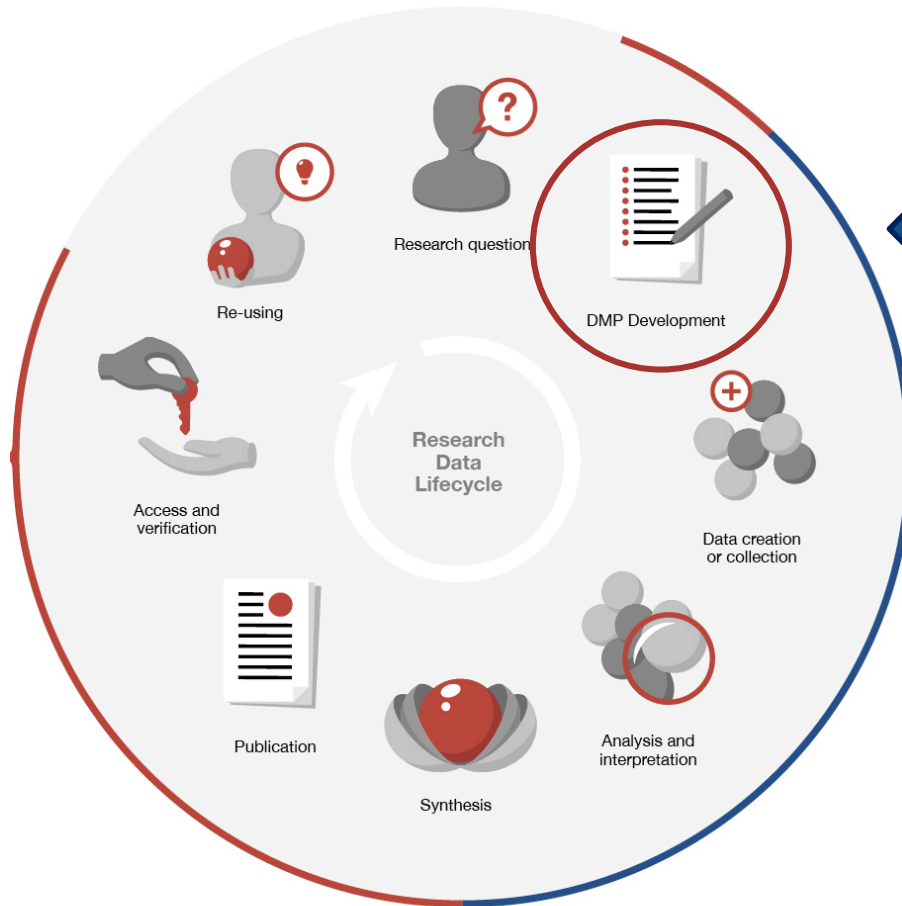 ?
Research question
DMP Development
Data creation
or collection
Analysis and
interpretation
Synthesis
Publication
Access and
verification
Re-using
Research
Data
Lifecycle